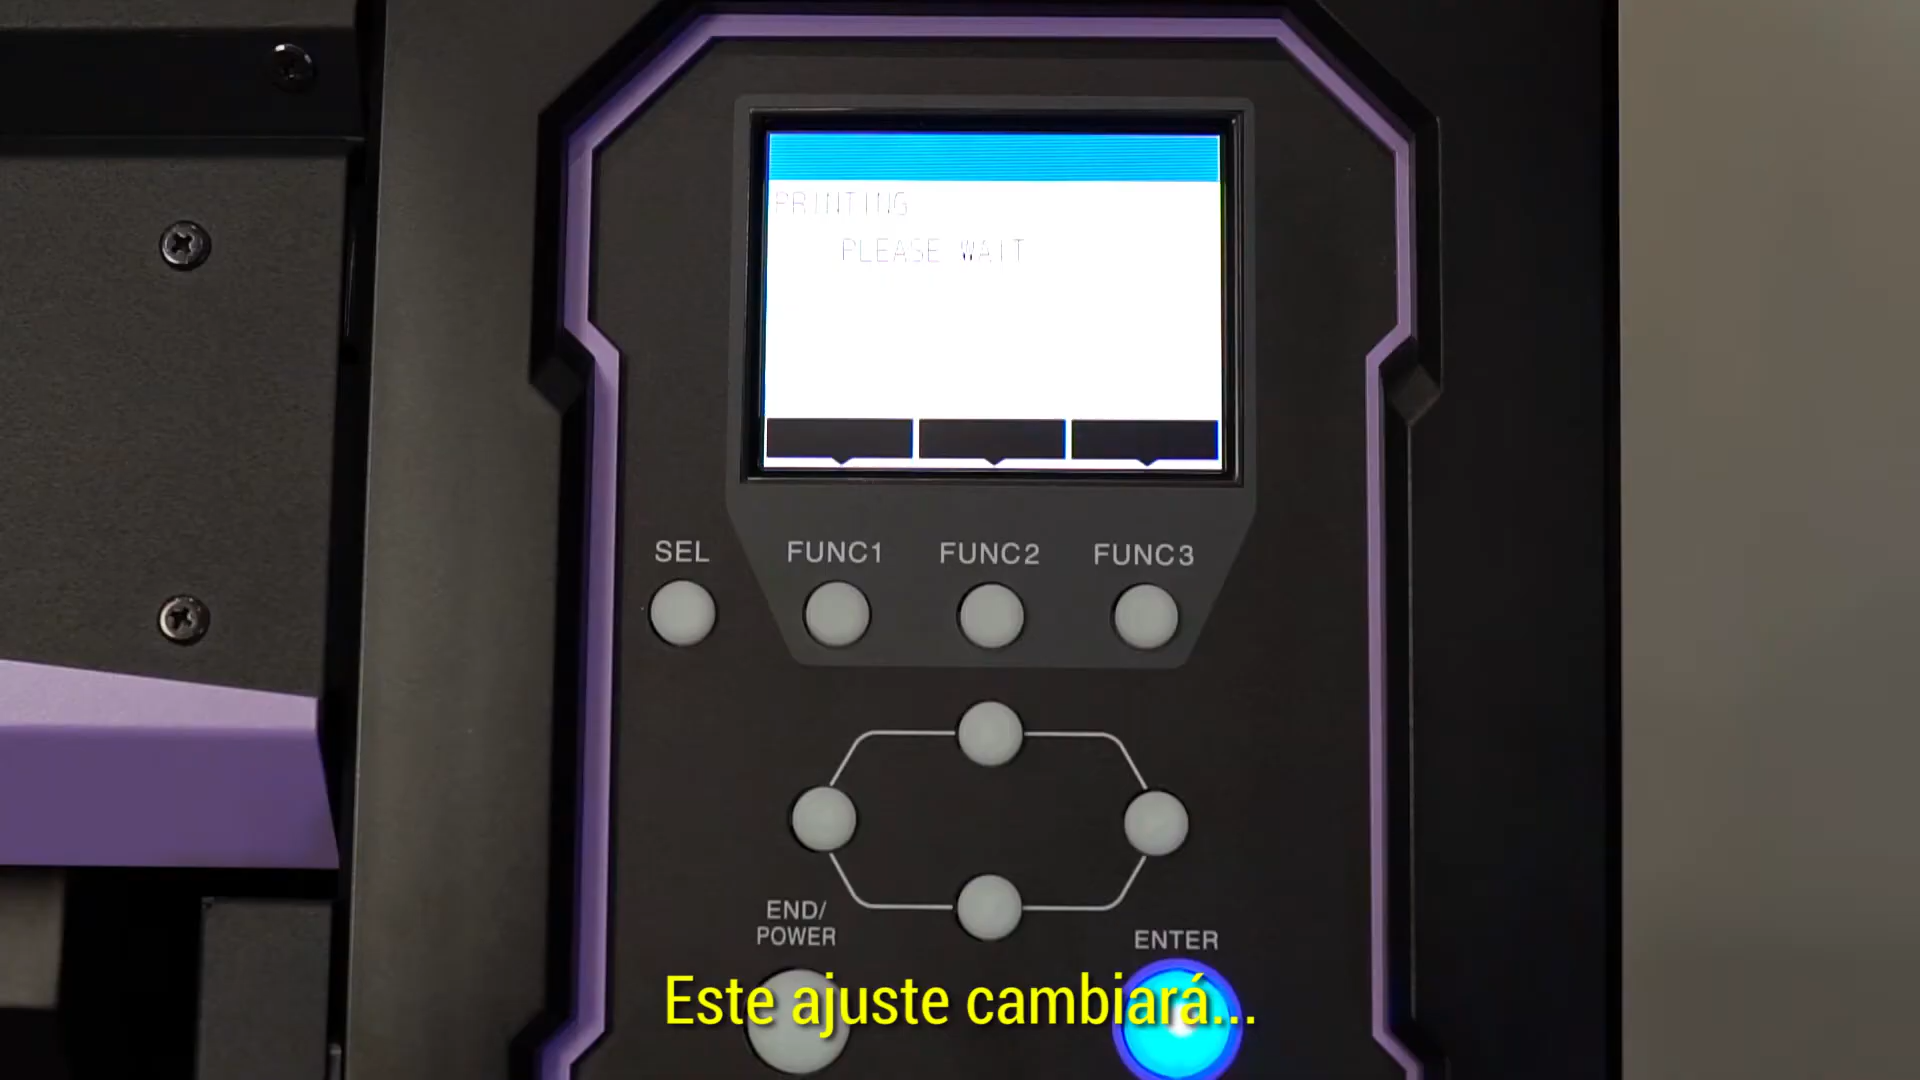 PRINTING
PLEASE WAIT
SEL FUNC1 FUNC2 FUNC3
END/
POWER
ENTER
Este ajuste cambiará...